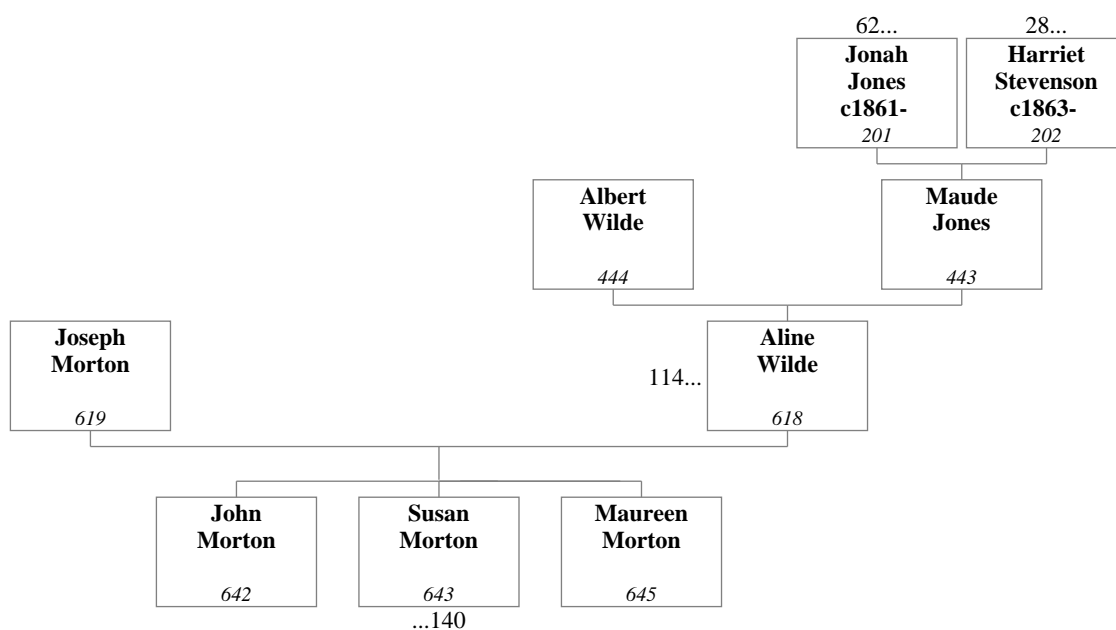 62...
28...
Jonah
Jones
c1861-
201
Harriet
Stevenson
c1863-
202
Albert
Wilde
444
Maude
Jones
443
Joseph
Morton
619
114...
Aline
Wilde
618
John
Morton
642
Susan
Morton
643
Maureen
Morton
645
...140